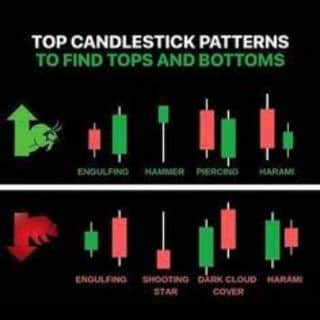 TOP CANDLESTICK PATTERNS
TO FIND TOPS AND BOTTOMS
ENGULFING HAMMER PIERCING HARAMI
ENGULFING SHOOTING STAR DARK CLOUD COVER HARAMI